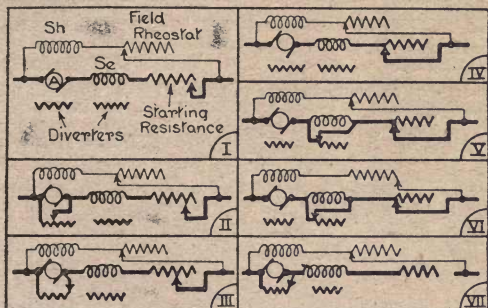 Sh
Field
Rheostat
A
Se
Starting
Resistance
Diverters
I
II
III
IV
V
VI
VII